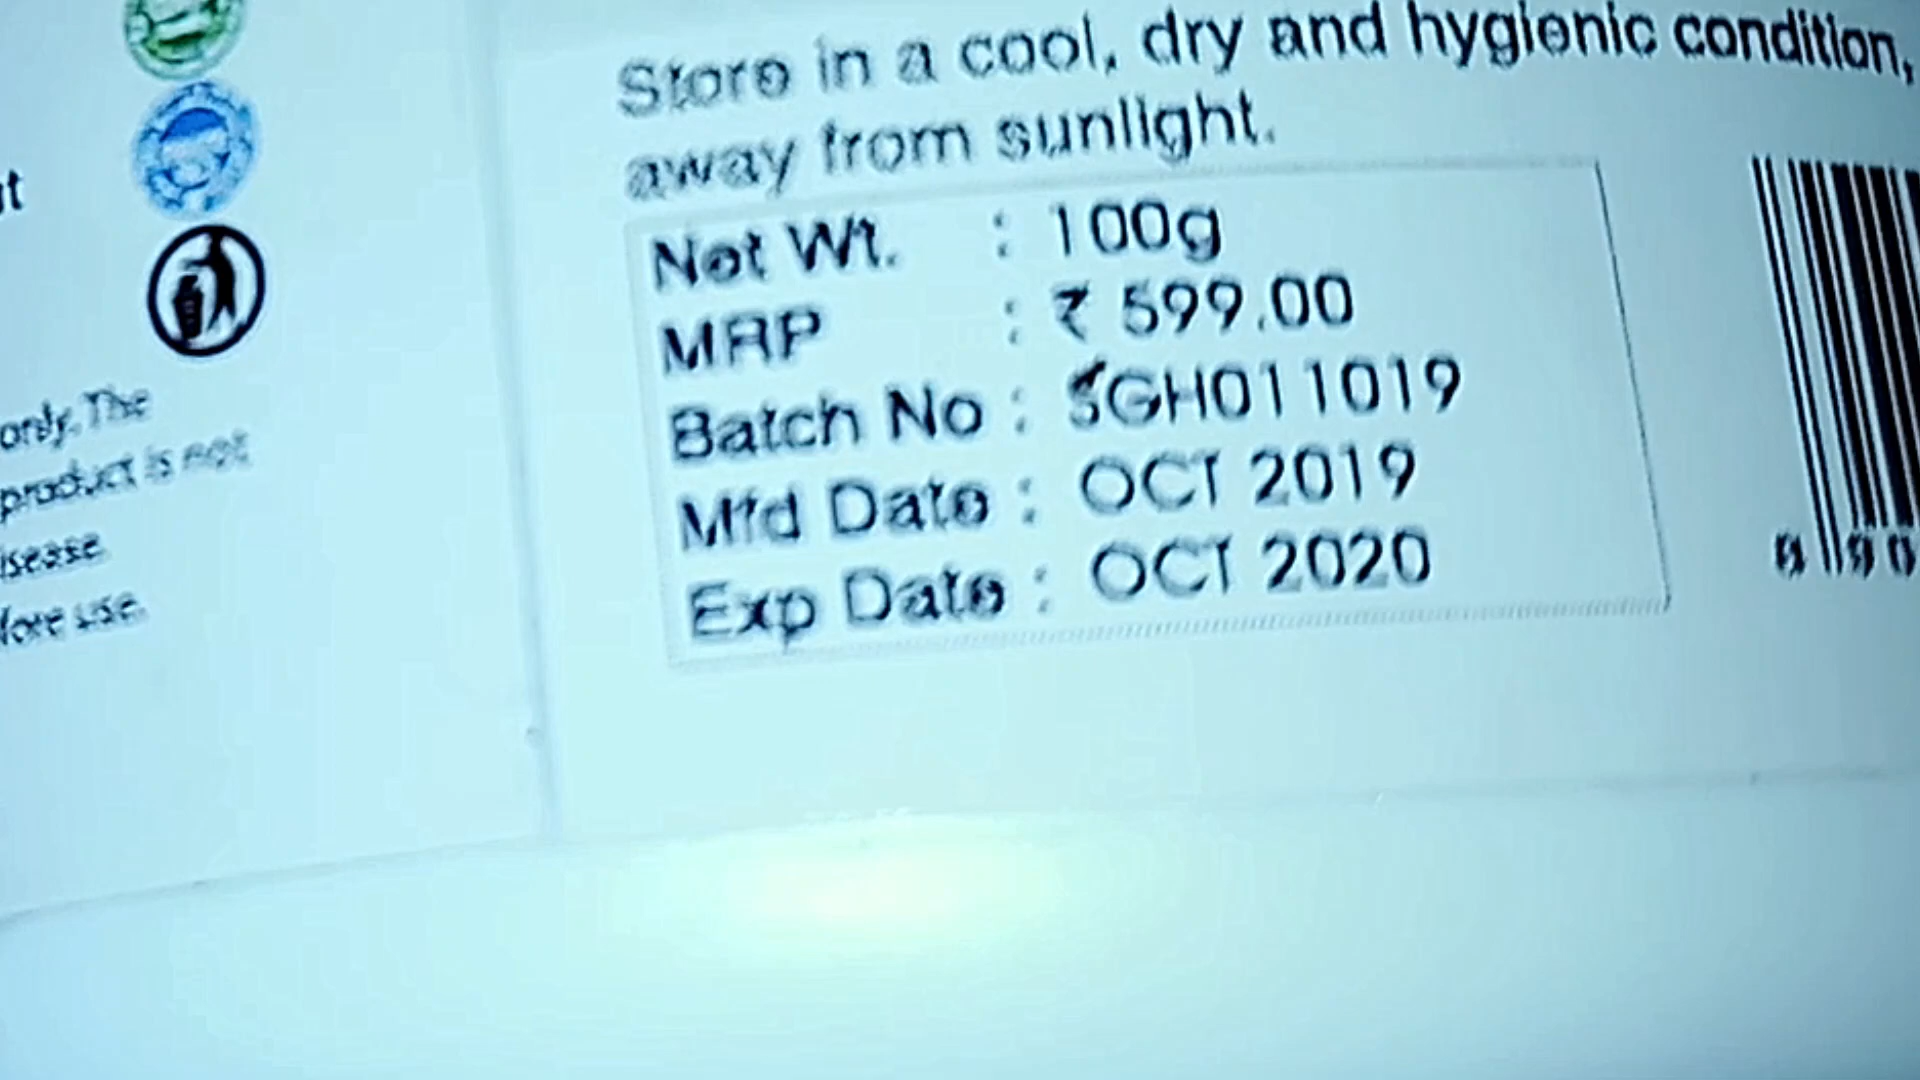 t
only. The
product is not
isease.
fore use.
Store in a cool, dry and hygienic condition,
away from sunlight.
Net Wt. : 100g
MRP : ₹ 599.00
Batch No : SGH011019
Mfd Date : OCT 2019
Exp Date : OCT 2020